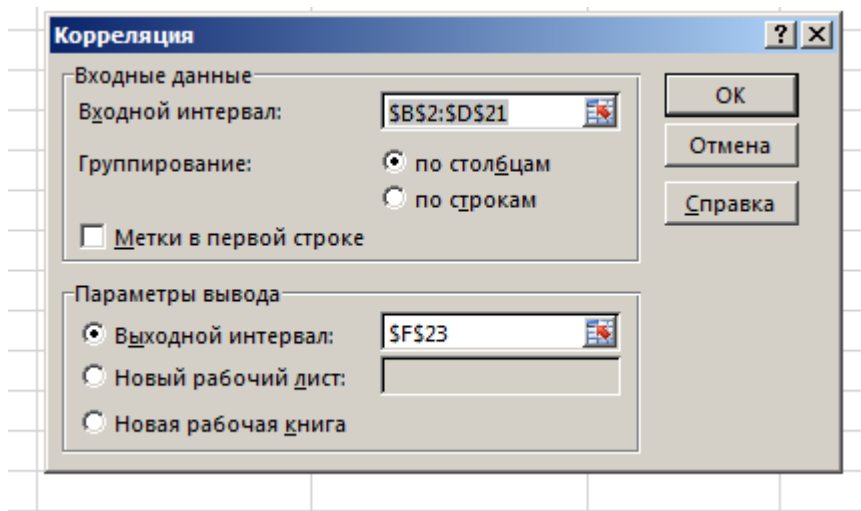 Корреляция
Входные данные
Входной интервал: $B$2:$D$21
Группирование: по столбцам
по строкам
Метки в первой строке
OK
Отмена
Справка
Параметры вывода
Выходной интервал: $F$23
Новый рабочий лист:
Новая рабочая книга